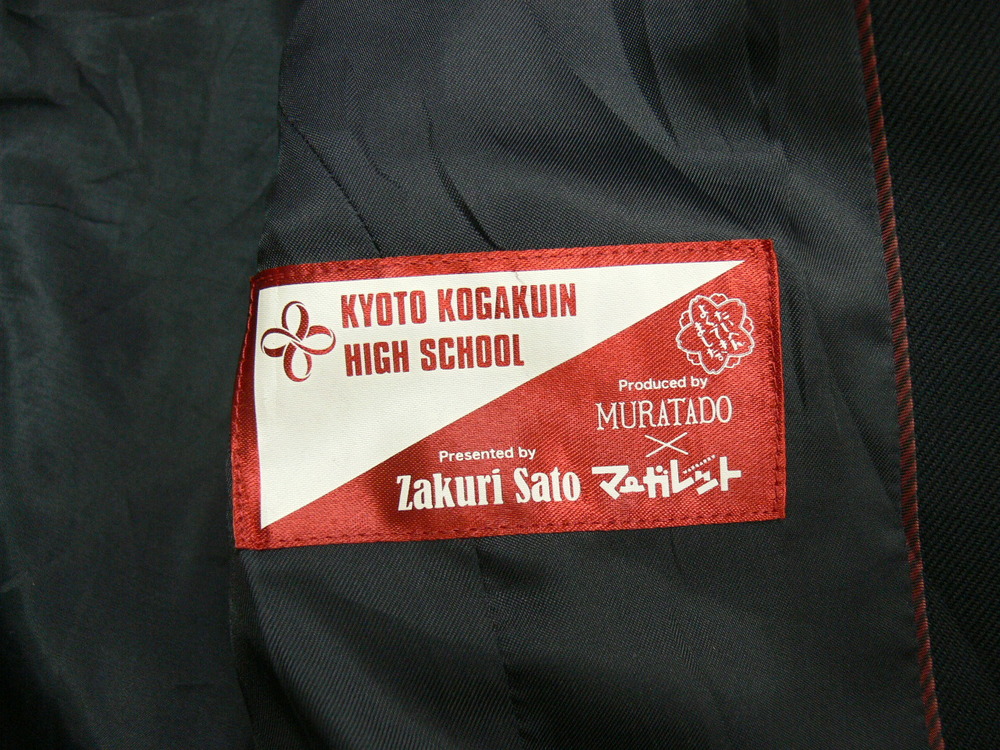 KYOTO KOGAKUIN
HIGH SCHOOL
Produced by
MURATADO
×
Presented by
Zakuri Sato
マーガレット